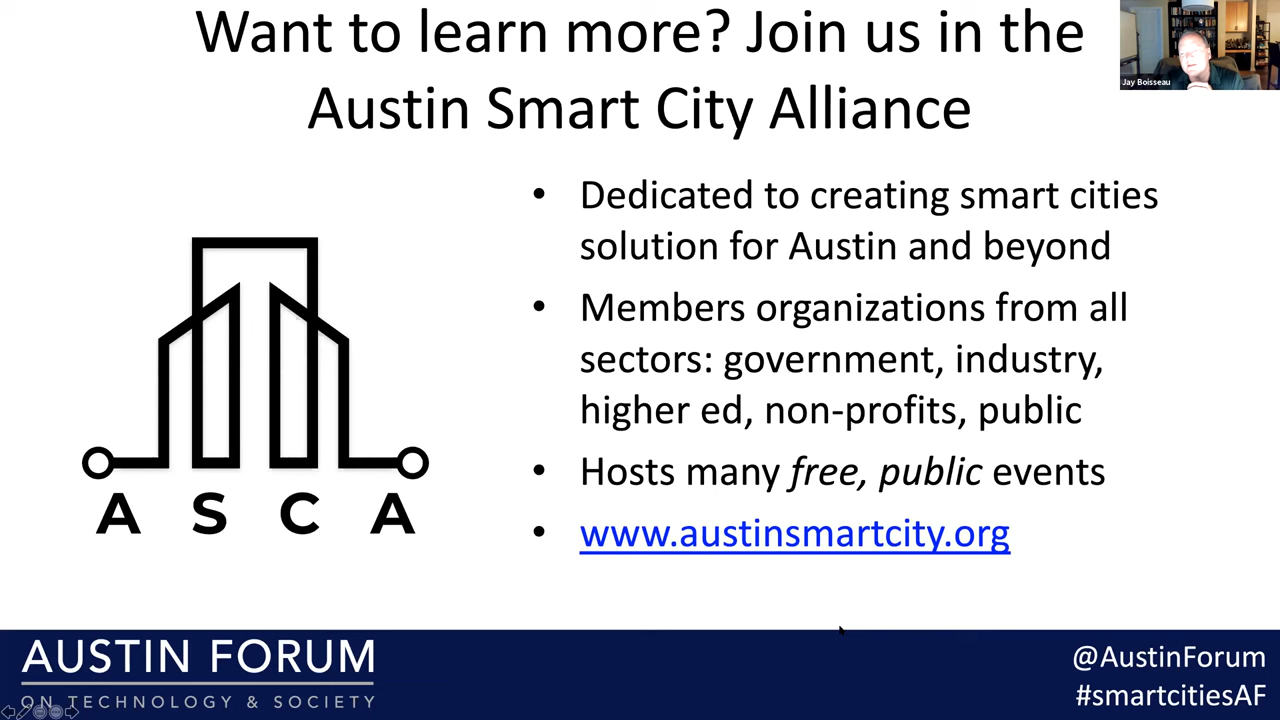 Want to learn more? Join us in the
Austin Smart City Alliance
Jay Boisseau
• Dedicated to creating smart cities
solution for Austin and beyond
• Members organizations from all
sectors: government, industry,
higher ed, non-profits, public
• Hosts many free, public events
• www.austinsmartcity.org
A S C A
AUSTIN FORUM
ON TECHNOLOGY & SOCIETY
@AustinForum
#smartcitiesAF